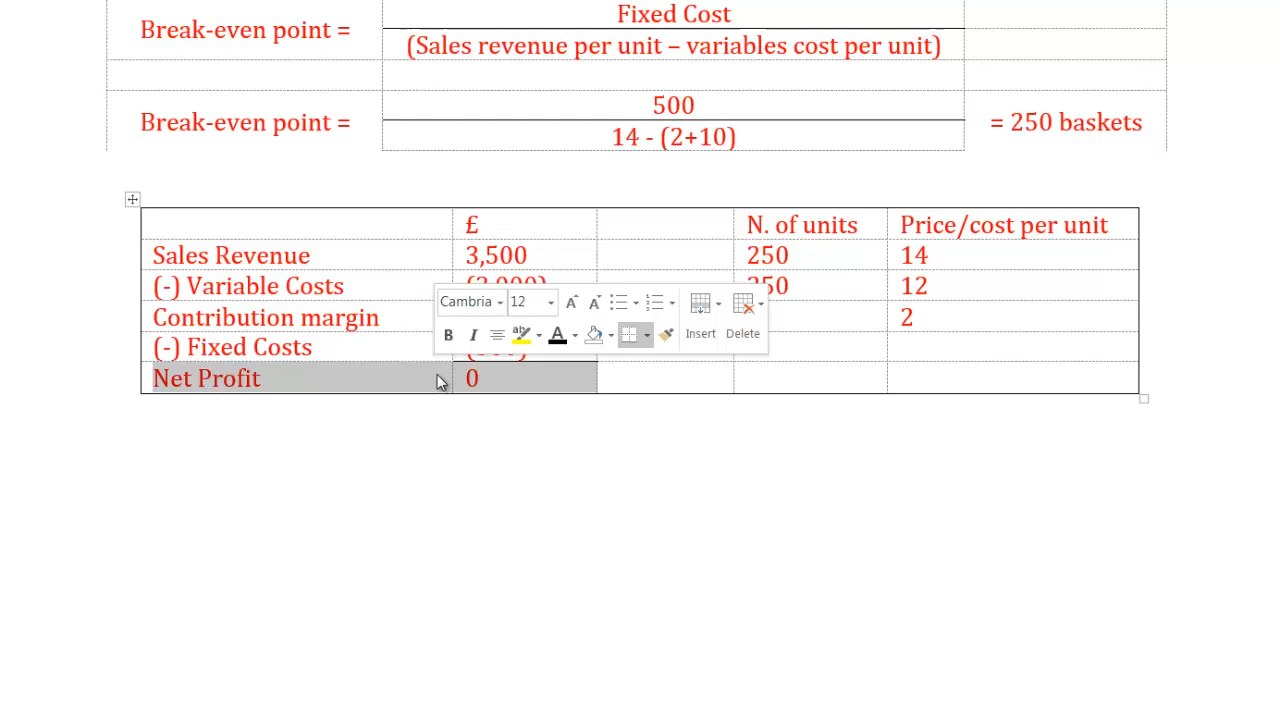 Fixed Cost
Break-even point =
(Sales revenue per unit – variables cost per unit)
500
Break-even point =
= 250 baskets
14 - (2+10)
£ N. of units Price/cost per unit
Sales Revenue 3,500 250 14
(-) Variable Costs 12
Cambria 12
Contribution margin 2
B I A Insert Delete
(-) Fixed Costs
Net Profit 0